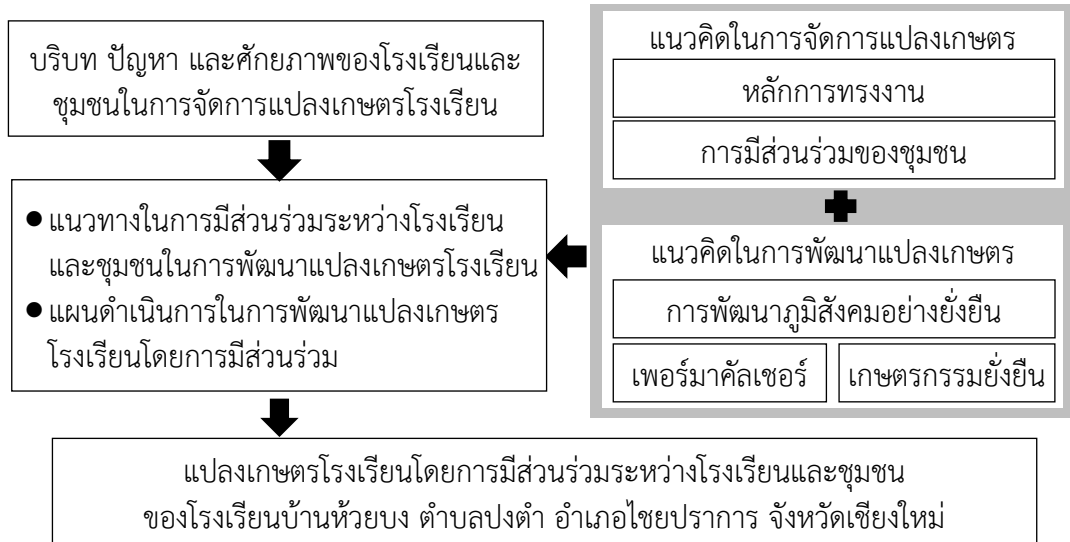 บริบท ปัญหา และศักยภาพของโรงเรียนและ
ชุมชนในการจัดการแปลงเกษตรโรงเรียน
● แนวทางในการมีส่วนร่วมระหว่างโรงเรียน
และชุมชนในการพัฒนาแปลงเกษตรโรงเรียน
● แผนดำเนินการในการพัฒนาแปลงเกษตร
โรงเรียนโดยการมีส่วนร่วม
แนวคิดในการจัดการแปลงเกษตร
หลักการทรงงาน
การมีส่วนร่วมของชุมชน
แนวคิดในการพัฒนาแปลงเกษตร
การพัฒนาภูมิสังคมอย่างยั่งยืน
เพอร์มาคัลเชอร์
เกษตรกรรมยั่งยืน
แปลงเกษตรโรงเรียนโดยการมีส่วนร่วมระหว่างโรงเรียนและชุมชน
ของโรงเรียนบ้านห้วยบง ตำบลปงตำ อำเภอไชยปราการ จังหวัดเชียงใหม่